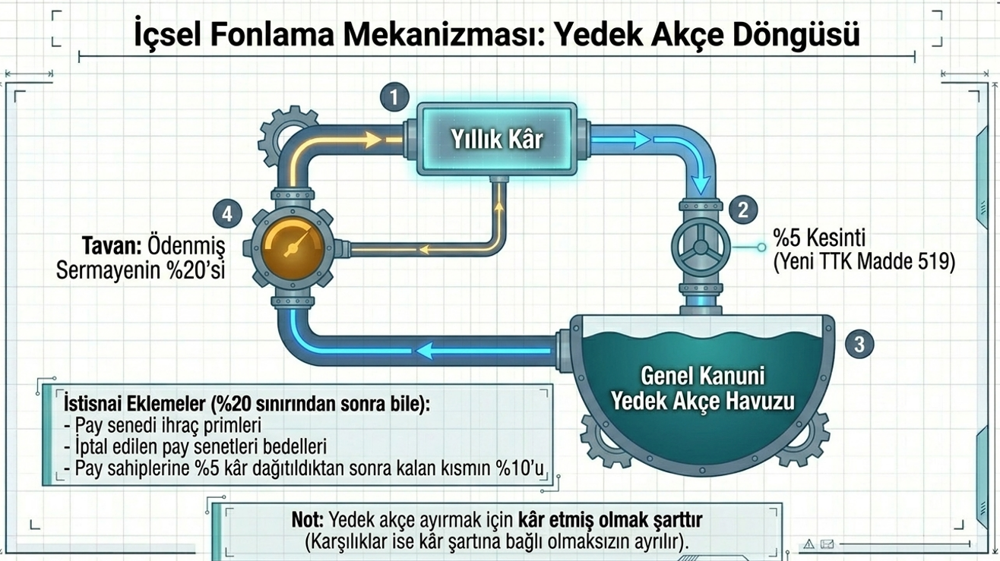 İçsel Fonlama Mekanizması: Yedek Akçe Döngüsü
1
Yıllık Kâr
2
%5 Kesinti
(Yeni TTK Madde 519)
4
Tavan: Ödenmiş
Sermayenin %20'si
3
Genel Kanuni
Yedek Akçe Havuzu
İstisnai Eklemeler (%20 sınırından sonra bile):
- Pay senedi ihraç primleri
- İptal edilen pay senetleri bedelleri
- Pay sahiplerine %5 kâr dağıtıldıktan sonra kalan kısmın %10'u
Not: Yedek akçe ayırmak için kâr etmiş olmak şarttır
(Karşılıklar ise kâr şartına bağlı olmaksızın ayrılır).